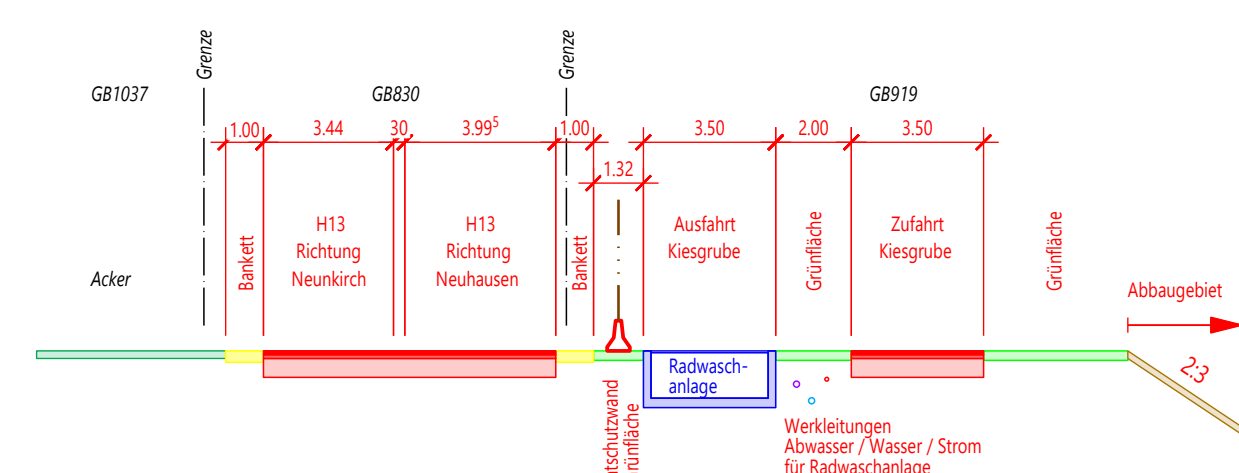 Grenze
Grenze
GB1037
GB830
GB919
1.00
3.44
30
3.99⁵
1.00
3.50
2.00
3.50
1.32
Bankett
H13
Richtung
Neunkirch
H13
Richtung
Neuhausen
Bankett
Ausfahrt
Kiesgrube
Grünfläche
Zufahrt
Kiesgrube
Grünfläche
Acker
Abbaugebiet
Radwasch-
anlage
2:3
Werkleitungen
Abwasser / Wasser / Strom
für Radwaschanlage